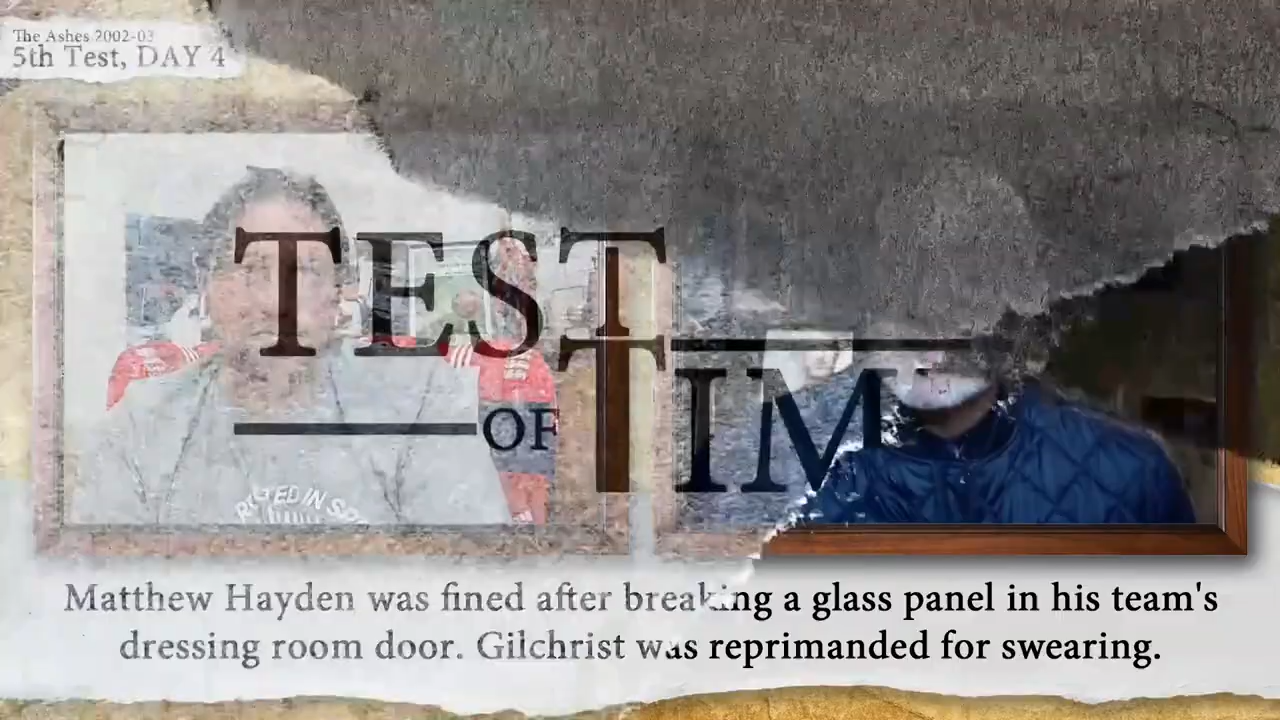 The Ashes 2002-03
5th Test, DAY 4
TEST
OF
TIM
Matthew Hayden was fined after breaking a glass panel in his team's
dressing room door. Gilchrist was reprimanded for swearing.